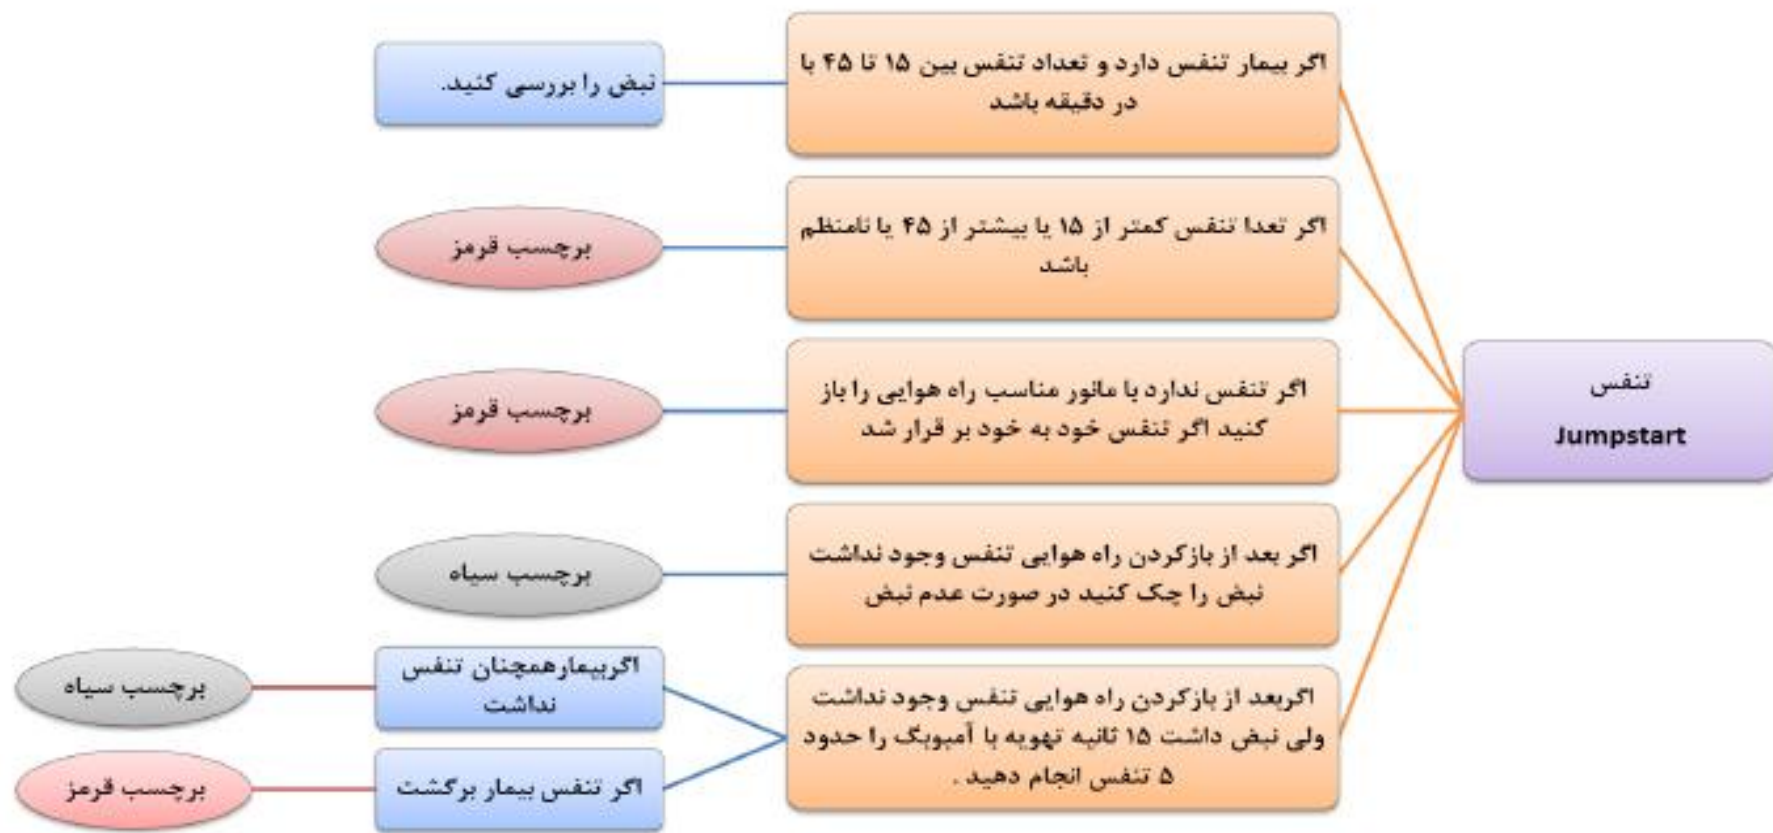 تنفس
Jumpstart
اگر بیمار تنفس دارد و تعداد تنفس بین ۱۵ تا ۴۵ با
در دقیقه باشد
نبض را بررسی کنید.
اگر تعدا تنفس کمتر از ۱۵ یا بیشتر از ۴۵ یا نامنظم
باشد
برچسب قرمز
اگر تنفس ندارد با مانور مناسب راه هوایی را باز
کنید اگر تنفس خود به خود بر قرار شد
برچسب قرمز
اگر بعد از بازکردن راه هوایی تنفس وجود نداشت
نبض را چک کنید در صورت عدم نبض
برچسب سیاه
اگربعد از بازکردن راه هوایی تنفس وجود نداشت
ولی نبض داشت ۱۵ ثانیه تهویه با آمبوبگ را حدود
۵ تنفس انجام دهید .
اگربیمارهمچنان تنفس
نداشت
برچسب سیاه
اگر تنفس بیمار برگشت
برچسب قرمز